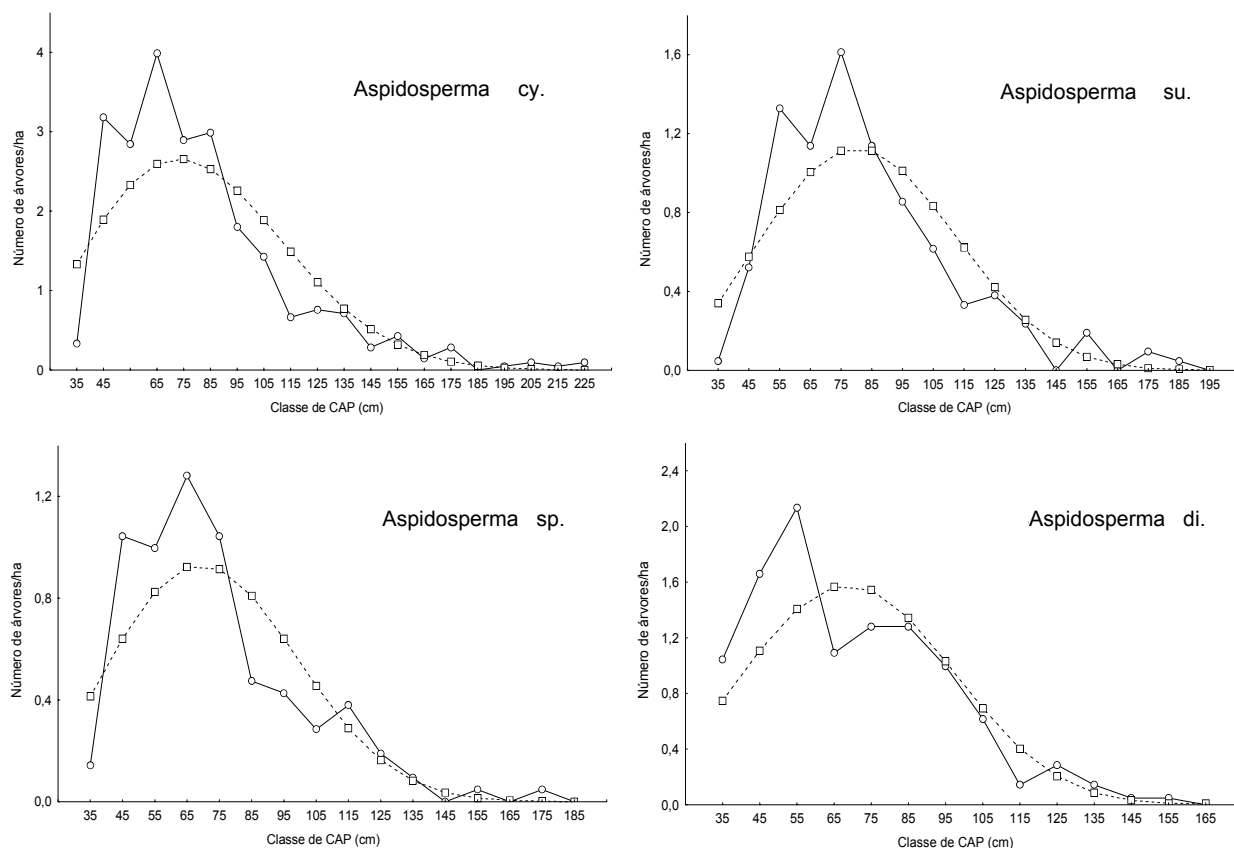 Aspidosperma cy.
Número de árvores/ha
4
3
2
1
0
35 45 65 75 85 95 105 115 125 135 145 155 165 175 185 195 205 215 225
Classe de CAP (cm)
Aspidosperma su.
Número de árvores/ha
1,6
1,2
0,8
0,4
0,0
35 45 55 65 75 85 95 105 115 125 135 145 155 165 175 185 195
Classe de CAP (cm)
Aspidosperma sp.
Número de árvores/ha
1,2
0,8
0,4
0,0
35 45 55 65 75 85 95 105 115 125 135 145 155 165 175 185
Classe de CAP (cm)
Aspidosperma di.
Número de árvores/ha
2,4
2,0
1,6
1,2
0,8
0,4
0,0
35 45 55 65 75 85 95 105 115 125 135 145 155 165
Classe de CAP (cm)